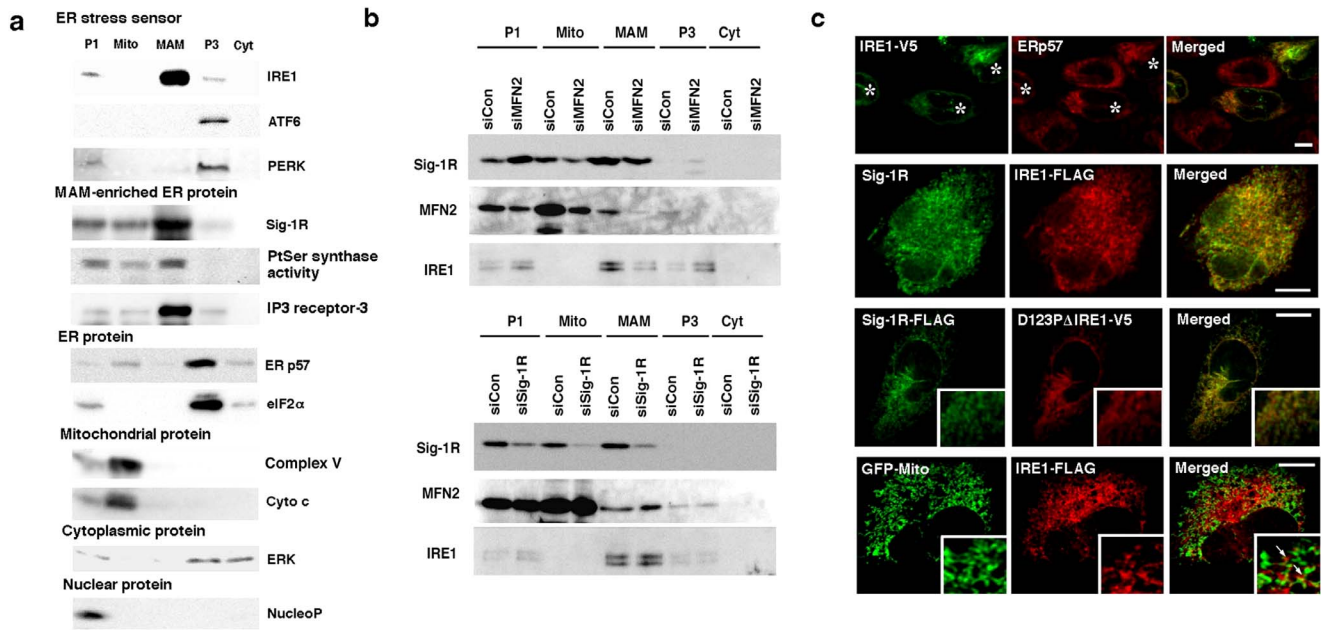 a
ER stress sensor
P1 Mito MAM P3 Cyt
IRE1
ATF6
PERK
MAM-enriched ER protein
Sig-1R
PtSer synthase
activity
IP3 receptor-3
ER protein
ER p57
eIF2α
Mitochondrial protein
Complex V
Cyto c
Cytoplasmic protein
ERK
Nuclear protein
NucleoP
b
P1 Mito MAM P3 Cyt
siCon siMFN2 siCon siMFN2 siCon siMFN2 siCon siMFN2 siCon siMFN2
Sig-1R
MFN2
IRE1
P1 Mito MAM P3 Cyt
siCon siSig-1R siCon siSig-1R siCon siSig-1R siCon siSig-1R siCon siSig-1R
Sig-1R
MFN2
IRE1
c
IRE1-V5 ERp57 Merged
* * * * * *
Sig-1R IRE1-FLAG Merged
Sig-1R-FLAG D123PΔIRE1-V5 Merged
GFP-Mito IRE1-FLAG Merged